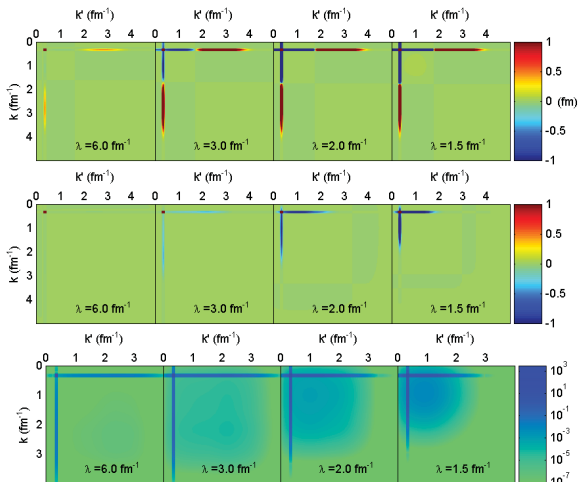 k' (fm⁻¹) k' (fm⁻¹) k' (fm⁻¹) k' (fm⁻¹)
0 1 2 3 4 0 1 2 3 4 0 1 2 3 4 0 1 2 3 4
k (fm⁻¹)
0
1
2
3
4
λ =6.0 fm⁻¹ λ =3.0 fm⁻¹ λ =2.0 fm⁻¹ λ =1.5 fm⁻¹
1
0.5
0 (fm)
-0.5
-1
k' (fm⁻¹) k' (fm⁻¹) k' (fm⁻¹) k' (fm⁻¹)
0 1 2 3 4 0 1 2 3 4 0 1 2 3 4 0 1 2 3 4
k (fm⁻¹)
0
1
2
3
4
λ =6.0 fm⁻¹ λ =3.0 fm⁻¹ λ =2.0 fm⁻¹ λ =1.5 fm⁻¹
1
0.5
0
-0.5
-1
k' (fm⁻¹) k' (fm⁻¹) k' (fm⁻¹) k' (fm⁻¹)
0 1 2 3 0 1 2 3 0 1 2 3 0 1 2 3
k (fm⁻¹)
0
1
2
3
λ =6.0 fm⁻¹ λ =3.0 fm⁻¹ λ =2.0 fm⁻¹ λ =1.5 fm⁻¹
10³
10¹
10⁻¹
10⁻³
10⁻⁵
10⁻⁷